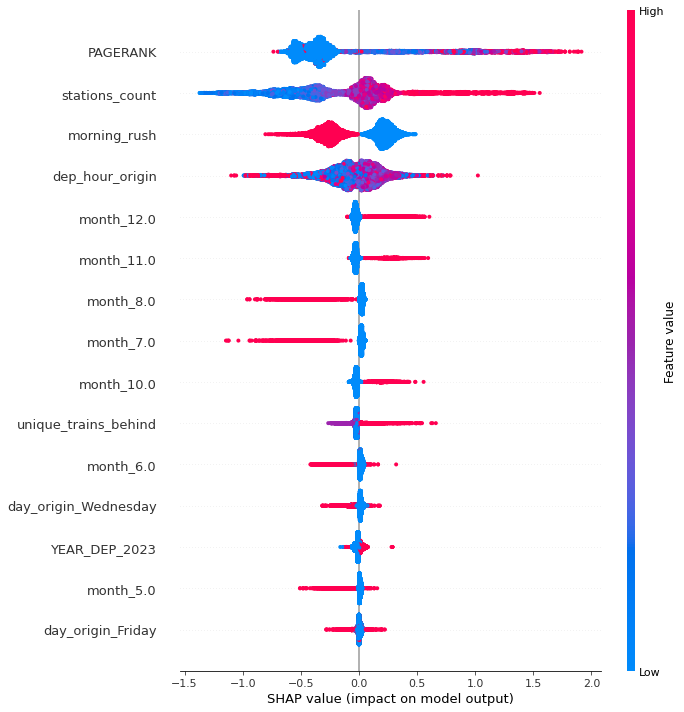 High
PAGERANK
stations_count
morning_rush
dep_hour_origin
month_12.0
month_11.0
month_8.0
month_7.0
month_10.0
unique_trains_behind
month_6.0
day_origin_Wednesday
YEAR_DEP_2023
month_5.0
day_origin_Friday
Feature value
Low
−1.5 −1.0 −0.5 0.0 0.5 1.0 1.5 2.0
SHAP value (impact on model output)